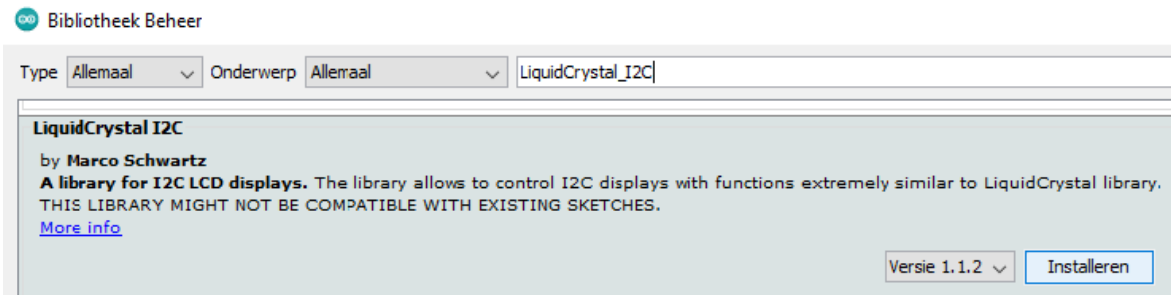 Bibliotheek Beheer
Type Allemaal Onderwerp Allemaal LiquidCrystal_I2C
LiquidCrystal I2C
by Marco Schwartz
A library for I2C LCD displays. The library allows to control I2C displays with functions extremely similar to LiquidCrystal library.
THIS LIBRARY MIGHT NOT BE COMPATIBLE WITH EXISTING SKETCHES.
More info
Versie 1.1.2 Installeren